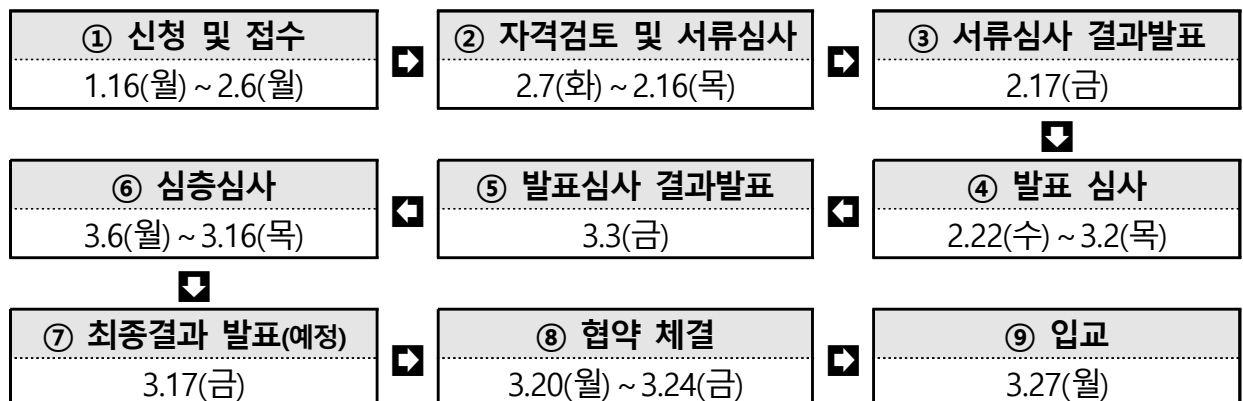 ① 신청 및 접수
1.16(월) ~ 2.6(월)
② 자격검토 및 서류심사
2.7(화) ~ 2.16(목)
③ 서류심사 결과발표
2.17(금)
④ 발표 심사
2.22(수) ~ 3.2(목)
⑤ 발표심사 결과발표
3.3(금)
⑥ 심층심사
3.6(월) ~ 3.16(목)
⑦ 최종결과 발표(예정)
3.17(금)
⑧ 협약 체결
3.20(월) ~ 3.24(금)
⑨ 입교
3.27(월)